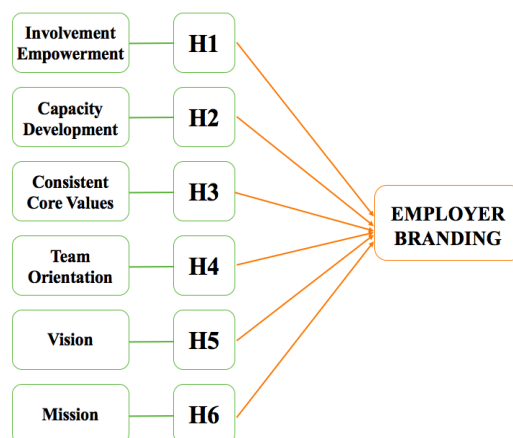 Involvement
Empowerment
H1
Capacity
Development
H2
Consistent
Core Values
H3
Team
Orientation
H4
Vision
H5
Mission
H6
EMPLOYER
BRANDING